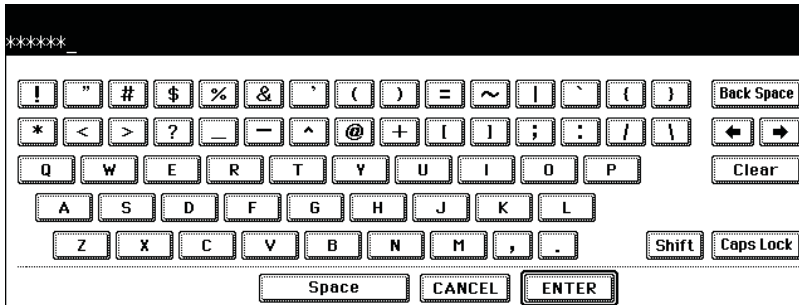 ******_
! " # $ % & ' ( ) = ~ | ` { } Back Space
* < > ? _ - ^ @ + [ ] ; : / \ ← →
Q W E R T Y U I O P Clear
A S D F G H J K L
Z X C V B N M , . Shift Caps Lock
Space CANCEL ENTER